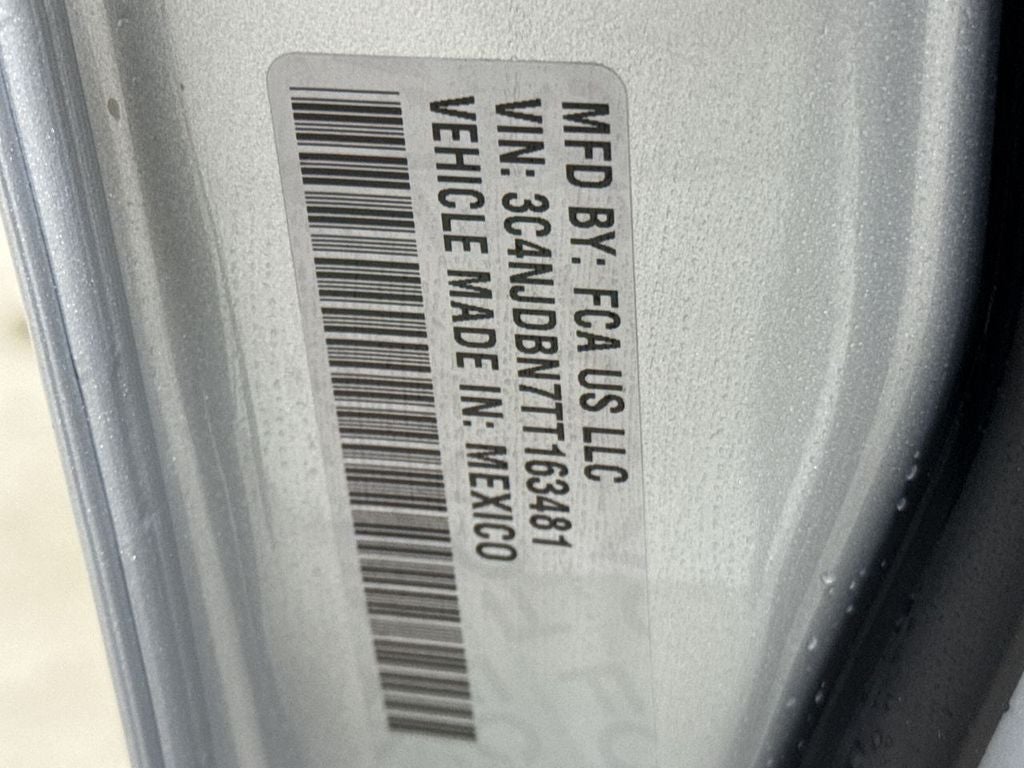 MFD BY: FCA US LLC
VIN: 3C4NJDBN7TT163481
VEHICLE MADE IN: MEXICO